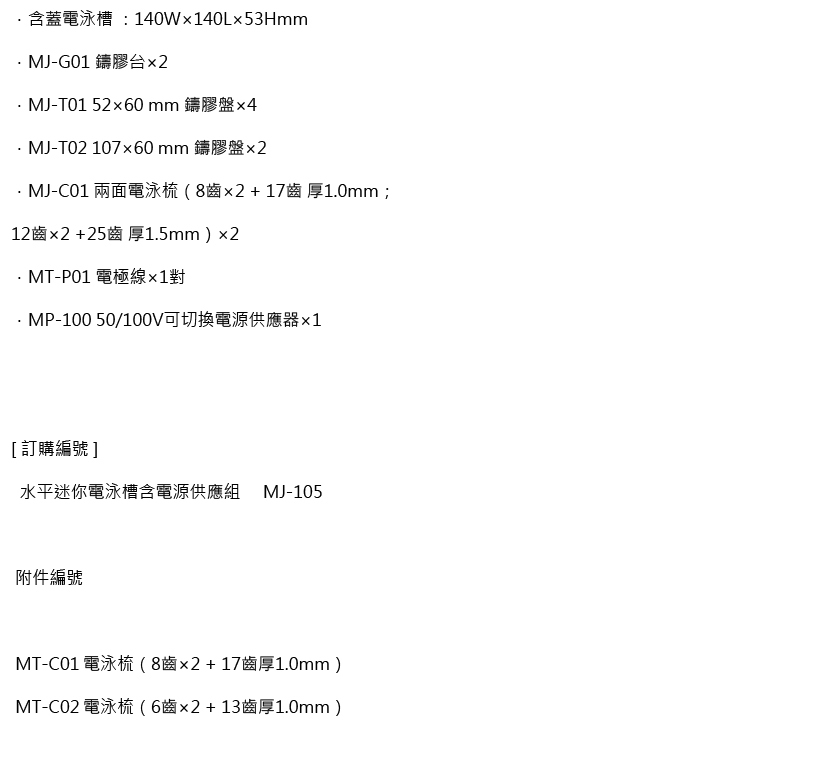 · 含蓋電泳槽 ：140W×140L×53Hmm
· MJ-G01 鑄膠台×2
· MJ-T01 52×60 mm 鑄膠盤×4
· MJ-T02 107×60 mm 鑄膠盤×2
· MJ-C01 兩面電泳梳（8齒×2 + 17齒 厚1.0mm；
12齒×2 +25齒 厚1.5mm）×2
· MT-P01 電極線×1對
· MP-100 50/100V可切換電源供應器×1
[ 訂購編號 ]
水平迷你電泳槽含電源供應組 MJ-105
附件編號
MT-C01 電泳梳（8齒×2 + 17齒厚1.0mm）
MT-C02 電泳梳（6齒×2 + 13齒厚1.0mm）